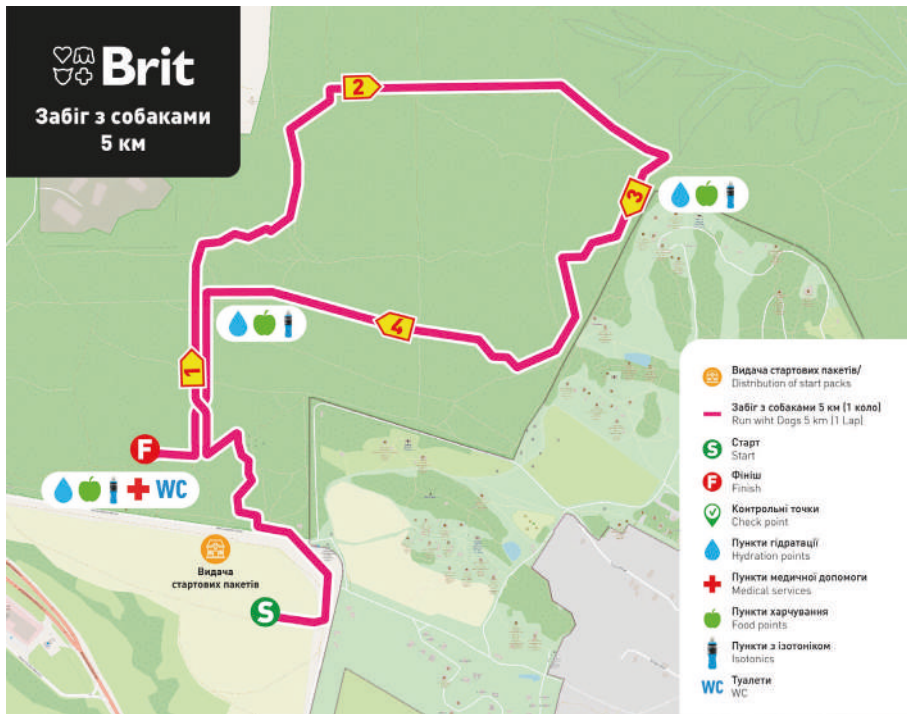 Brit
Забіг з собаками
5 км
2
3
4
1
F
WC
Видача
стартових пакетів
S
Видача стартових пакетів/
Distribution of start packs
Забіг з собаками 5 км (1 коло)
Run wiht Dogs 5 km (1 Lap)
S
Старт
Start
F
Фініш
Finish
Контрольні точки
Check point
Пункти гідратації
Hydration points
Пункти медичної допомоги
Medical services
Пункти харчування
Food points
Пункти з ізотоніком
Isotonics
WC
Туалети
WC